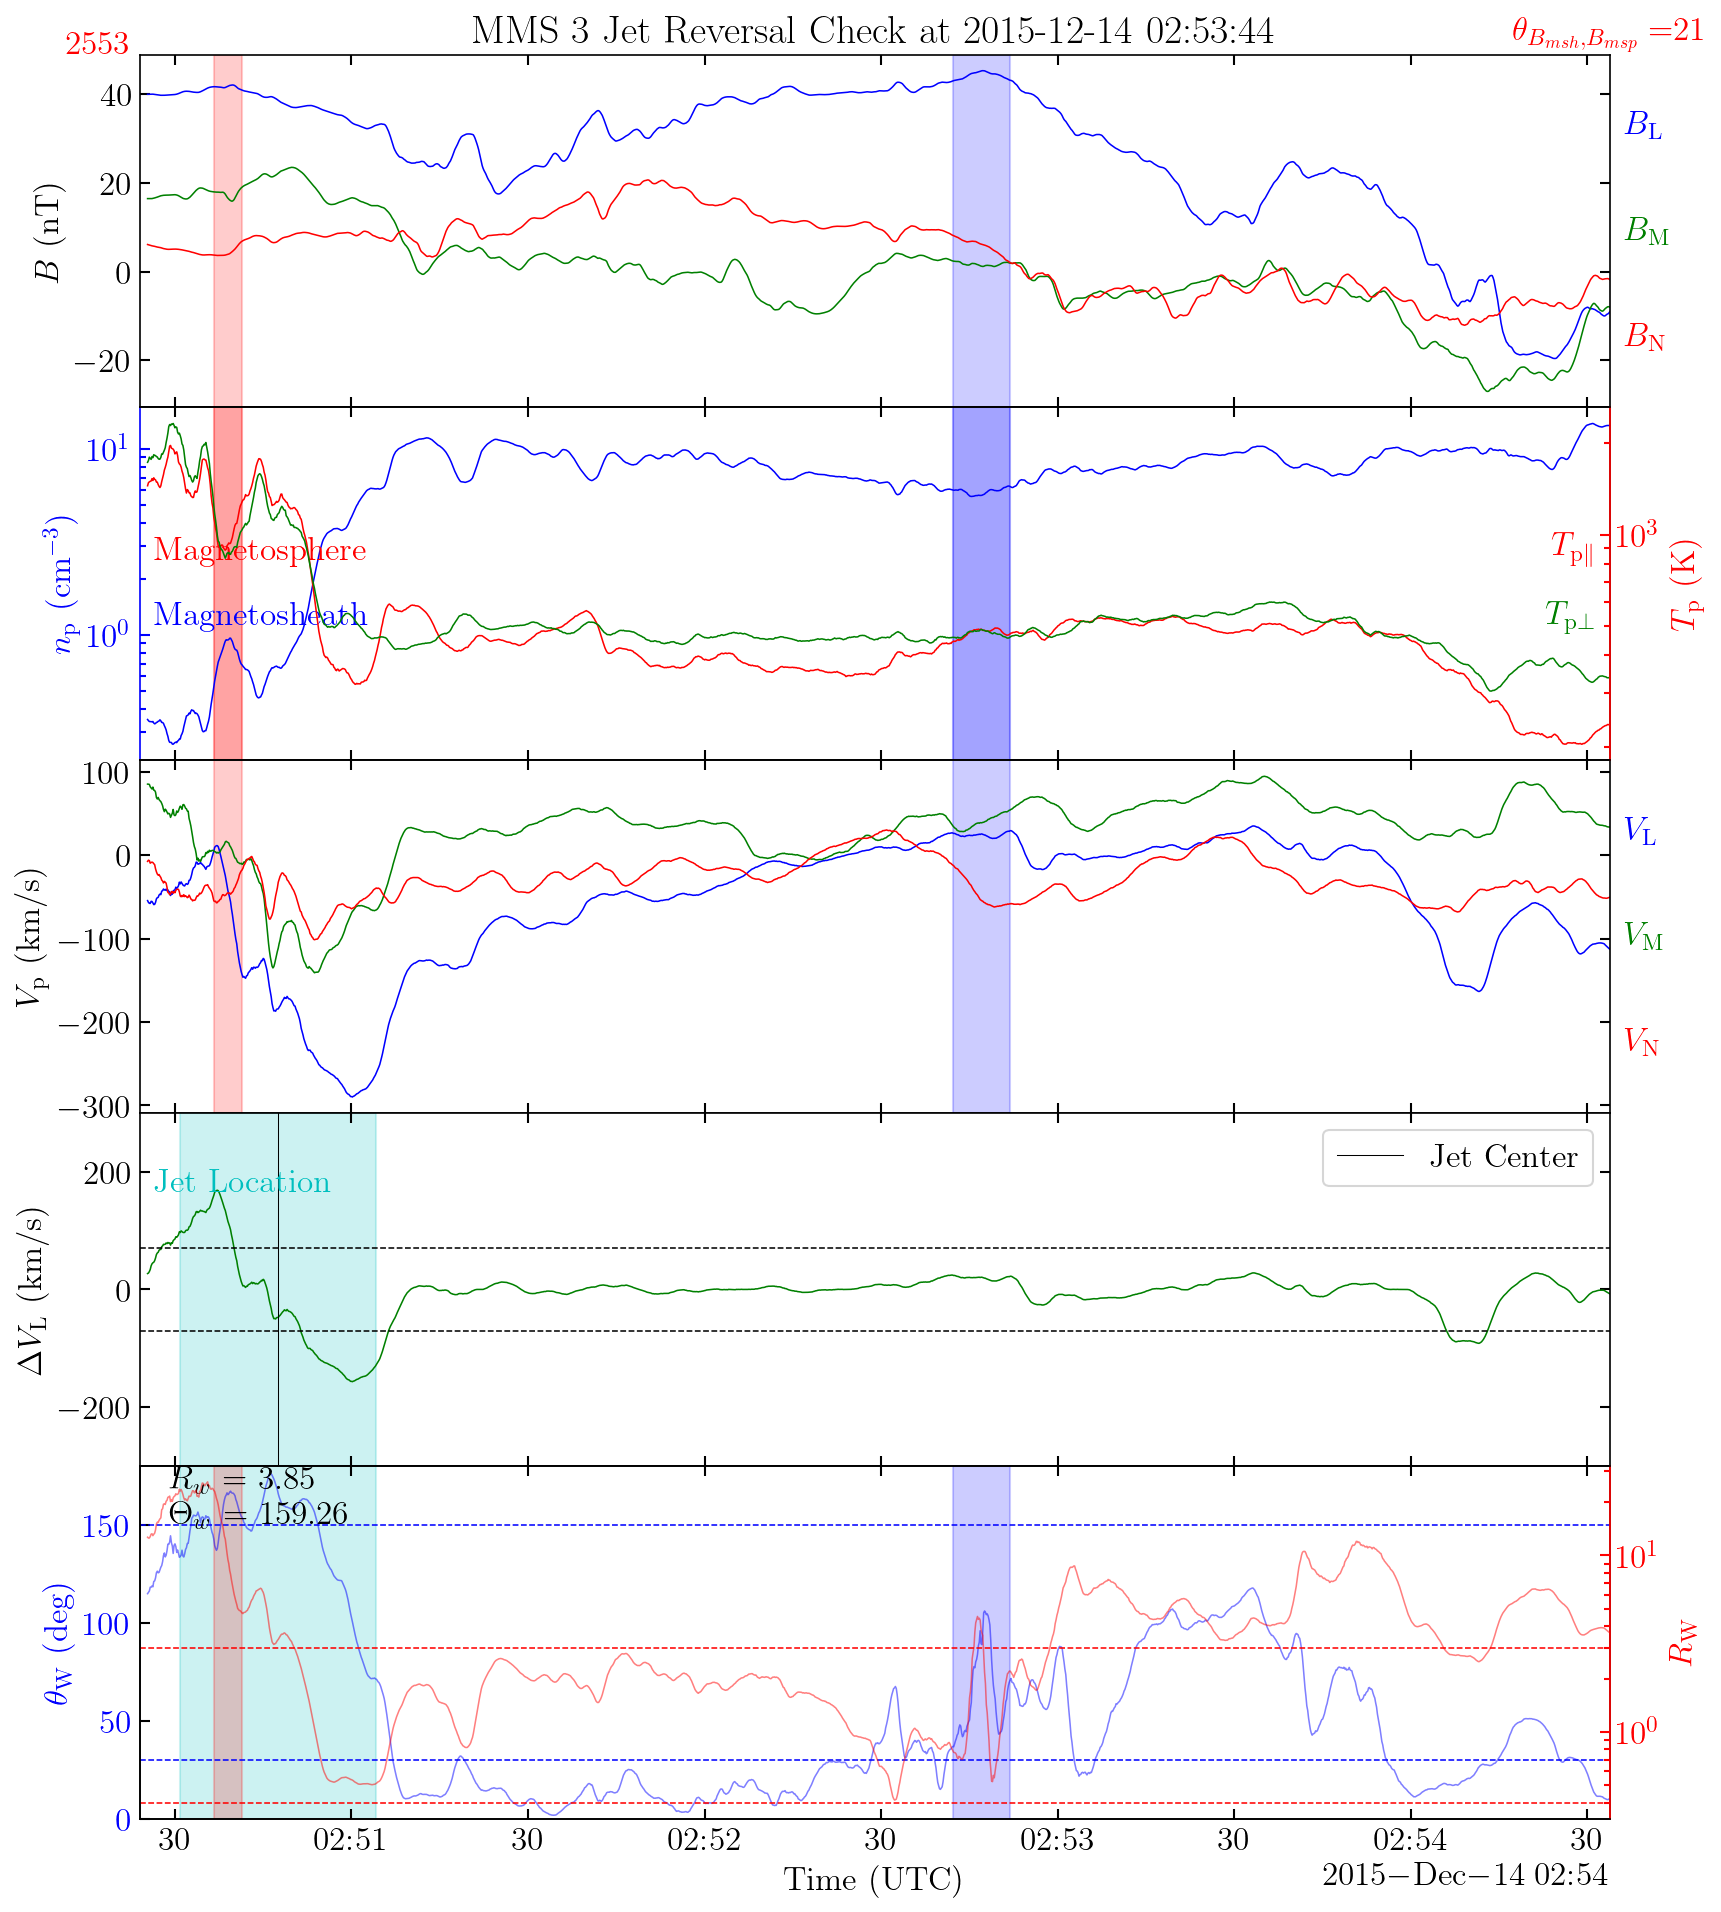 2553
MMS 3 Jet Reversal Check at 2015-12-14 02:53:44
θ_{B_{msh},B_{msp}} =21
40
20
0
−20
B (nT)
B_L
B_M
B_N
10^1
10^0
n_p (cm^{−3})
Magnetosphere
Magnetosheath
T_{p∥}
T_{p⊥}
10^3
T_p (K)
100
0
−100
−200
−300
V_p (km/s)
V_L
V_M
V_N
200
0
−200
ΔV_L (km/s)
Jet Location
Jet Center
R_w = 3.85
Θ_w = 159.26
150
100
50
0
θ_W (deg)
10^1
10^0
R_W
30 02:51 30 02:52 30 02:53 30 02:54 30
Time (UTC)
2015−Dec−14 02:54